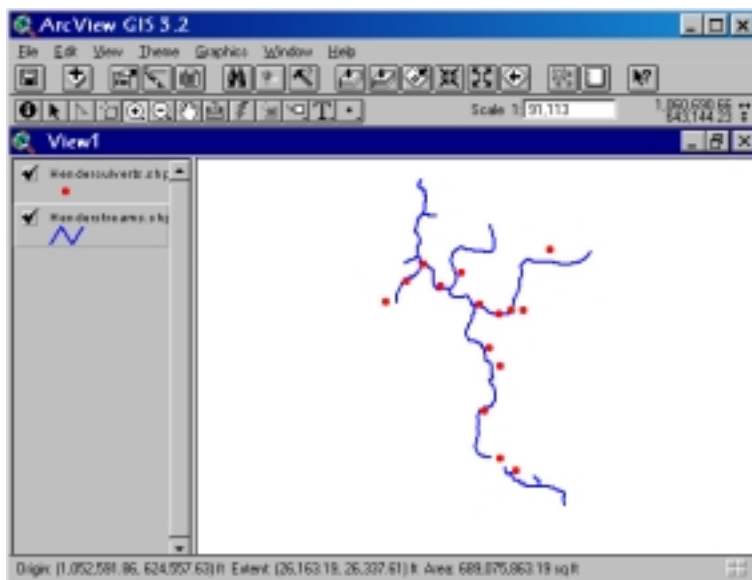 ArcView GIS 3.2
File Edit View Theme Graphics Window Help
Scale 1: 91,113
1,060,690.66
643,144.23
View1
Henderculverts.shp
Henderstreams.shp
Origin: (1,052,591.86, 624,557.63) ft Extent: (26,163.19, 26,337.61) ft Area: 689,075,863.19 sq ft